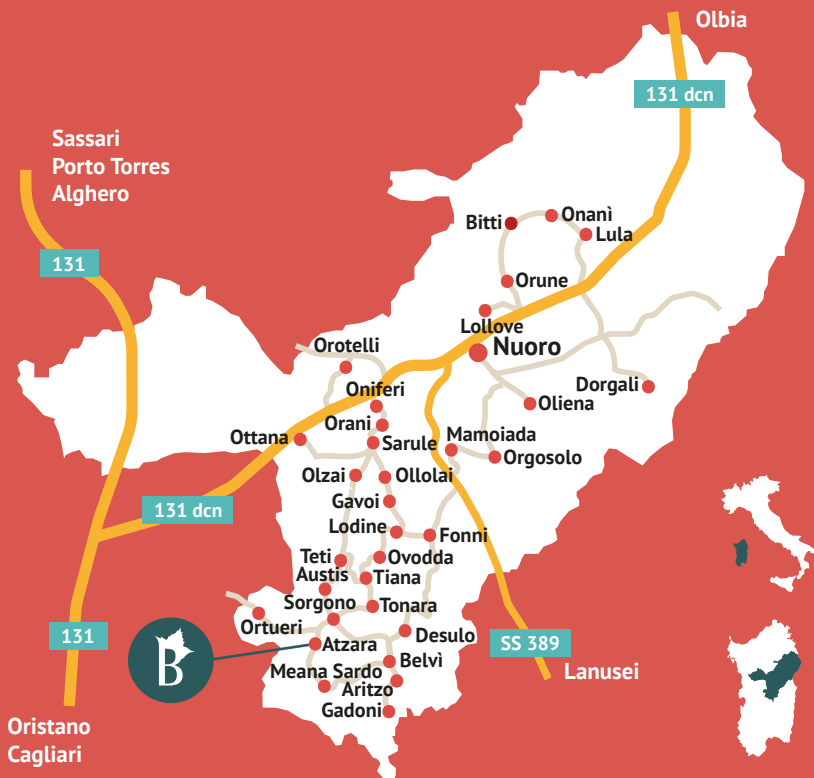 Olbia
131 dcn
Sassari
Porto Torres
Alghero
131
Bitti
Onanì
Lula
Orune
Lollove
Nuoro
Orotelli
Oniferi
Dorgali
Oliena
Orani
Ottana
Sarule
Mamoiada
Orgosolo
Olzai
Ollolai
Gavoi
131 dcn
Lodine
Fonni
Teti
Ovodda
Austis
Tiana
Sorgono
Tonara
Ortueri
131
Desulo
SS 389
Atzara
B
Belvì
Meana Sardo
Lanusei
Aritzo
Gadoni
Oristano
Cagliari